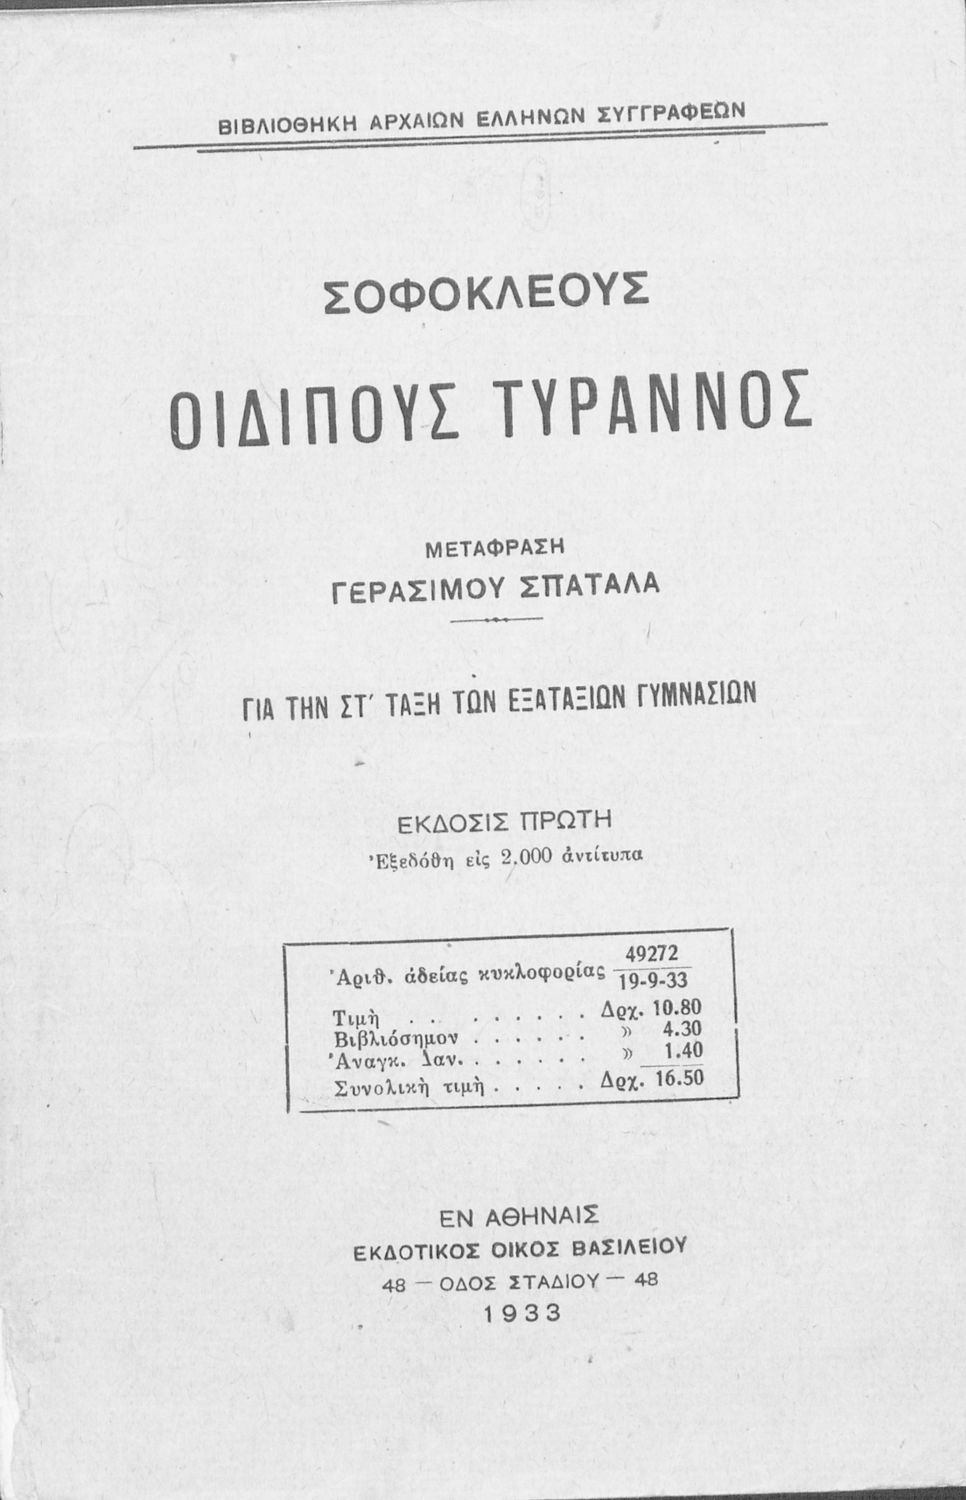 ΒΙΒΛΙΟΘΗΚΗ ΑΡΧΑΙΩΝ ΕΛΛΗΝΩΝ ΣΥΓΓΡΑΦΕΩΝ
ΣΟΦΟΚΛΕΟΥΣ
ΟΙΔΙΠΟΥΣ ΤΥΡΑΝΝΟΣ
ΜΕΤΑΦΡΑΣΗ
ΓΕΡΑΣΙΜΟΥ ΣΠΑΤΑΛΑ
ΓΙΑ ΤΗΝ ΣΤ΄ ΤΑΞΗ ΤΩΝ ΕΞΑΤΑΞΙΩΝ ΓΥΜΝΑΣΙΩΝ
ΕΚΔΟΣΙΣ ΠΡΩΤΗ
Ἐξεδόθη εἰς 2.000 ἀντίτυπα
Ἀριθ. ἀδείας κυκλοφορίας 49272
19-9-33
Τιμὴ . . . . . . . . Δρχ. 10.80
Βιβλιόσημον . . . . . . » 4.30
Ἀναγκ. Δαν. . . . . . . » 1.40
Συνολικὴ τιμὴ . . . . . Δρχ. 16.50
ΕΝ ΑΘΗΝΑΙΣ
ΕΚΔΟΤΙΚΟΣ ΟΙΚΟΣ ΒΑΣΙΛΕΙΟΥ
48 — ΟΔΟΣ ΣΤΑΔΙΟΥ — 48
1933